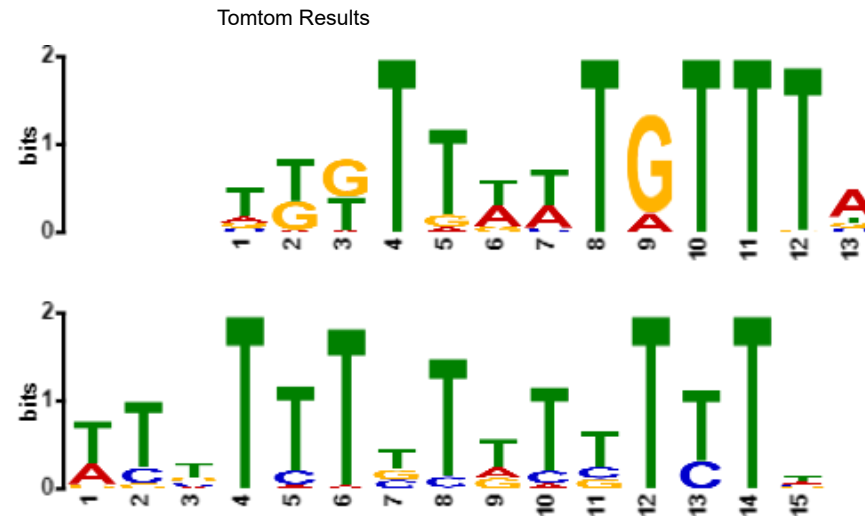 Tomtom Results
2
bits
1
0
T T G T T T T T G T T T A
A G T G A A A
1 2 3 4 5 6 7 8 9 10 11 12 13
2
bits
1
0
T T T T T T T T T T T T T T T
A C C G C A C C C
C G G
1 2 3 4 5 6 7 8 9 10 11 12 13 14 15